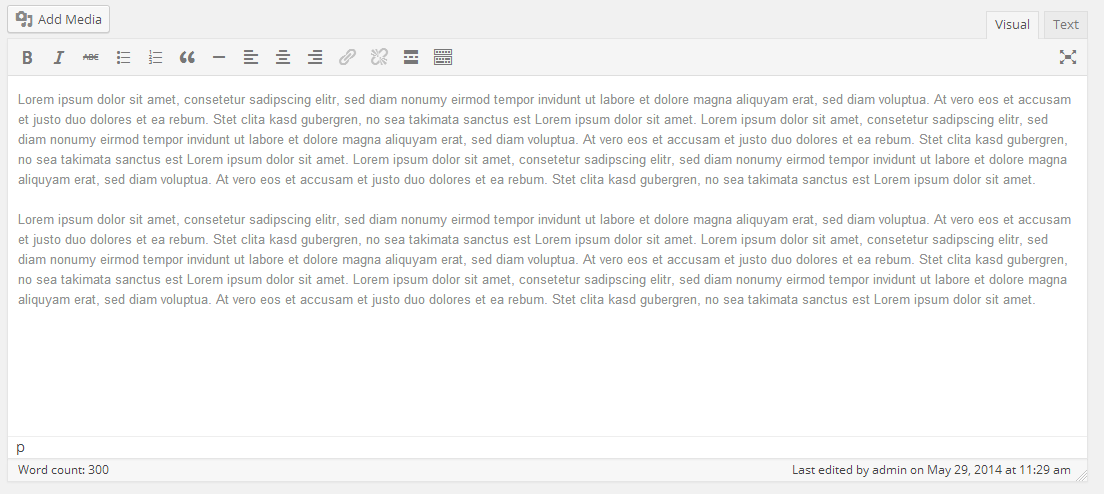 Add Media
Visual Text
B I ABC
Lorem ipsum dolor sit amet, consetetur sadipscing elitr, sed diam nonumy eirmod tempor invidunt ut labore et dolore magna aliquyam erat, sed diam voluptua. At vero eos et accusam
et justo duo dolores et ea rebum. Stet clita kasd gubergren, no sea takimata sanctus est Lorem ipsum dolor sit amet. Lorem ipsum dolor sit amet, consetetur sadipscing elitr, sed
diam nonumy eirmod tempor invidunt ut labore et dolore magna aliquyam erat, sed diam voluptua. At vero eos et accusam et justo duo dolores et ea rebum. Stet clita kasd gubergren,
no sea takimata sanctus est Lorem ipsum dolor sit amet. Lorem ipsum dolor sit amet, consetetur sadipscing elitr, sed diam nonumy eirmod tempor invidunt ut labore et dolore magna
aliquyam erat, sed diam voluptua. At vero eos et accusam et justo duo dolores et ea rebum. Stet clita kasd gubergren, no sea takimata sanctus est Lorem ipsum dolor sit amet.
Lorem ipsum dolor sit amet, consetetur sadipscing elitr, sed diam nonumy eirmod tempor invidunt ut labore et dolore magna aliquyam erat, sed diam voluptua. At vero eos et accusam
et justo duo dolores et ea rebum. Stet clita kasd gubergren, no sea takimata sanctus est Lorem ipsum dolor sit amet. Lorem ipsum dolor sit amet, consetetur sadipscing elitr, sed
diam nonumy eirmod tempor invidunt ut labore et dolore magna aliquyam erat, sed diam voluptua. At vero eos et accusam et justo duo dolores et ea rebum. Stet clita kasd gubergren,
no sea takimata sanctus est Lorem ipsum dolor sit amet. Lorem ipsum dolor sit amet, consetetur sadipscing elitr, sed diam nonumy eirmod tempor invidunt ut labore et dolore magna
aliquyam erat, sed diam voluptua. At vero eos et accusam et justo duo dolores et ea rebum. Stet clita kasd gubergren, no sea takimata sanctus est Lorem ipsum dolor sit amet.
p
Word count: 300 Last edited by admin on May 29, 2014 at 11:29 am